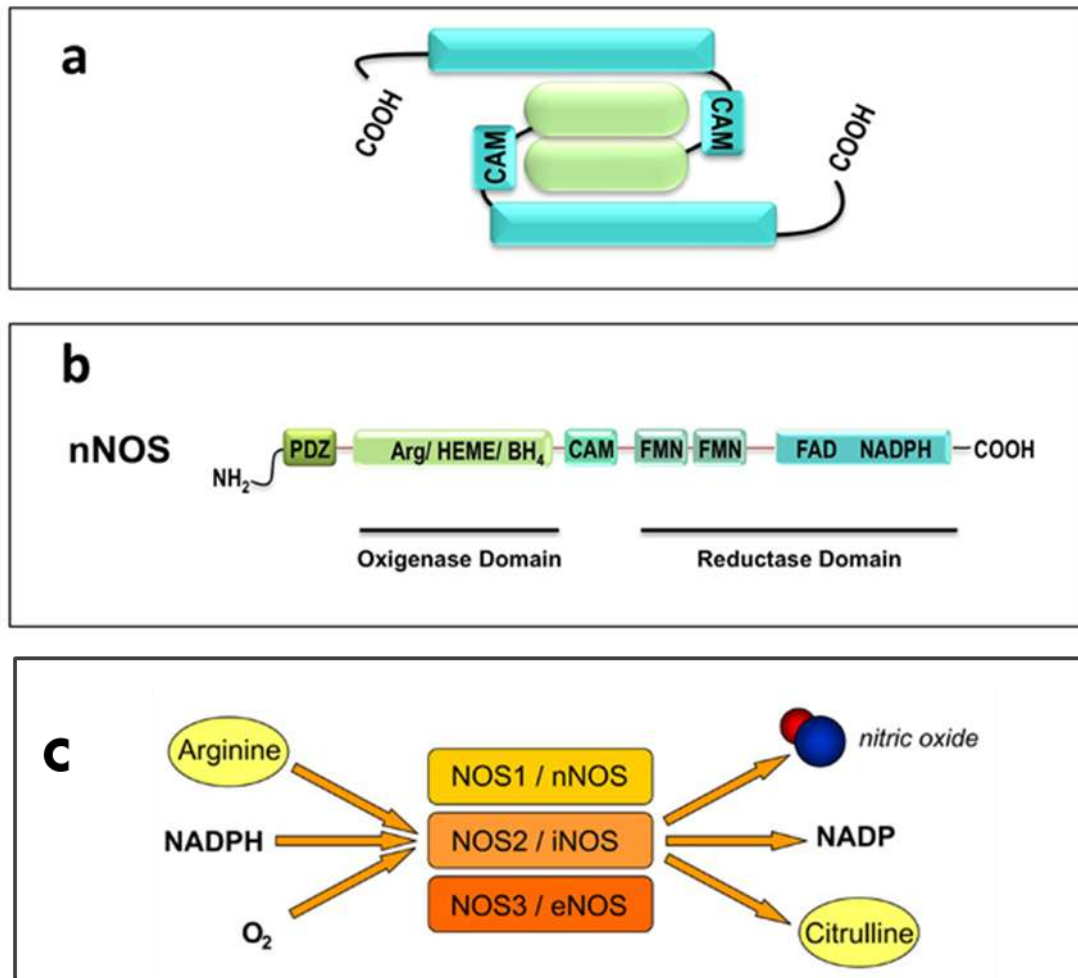 a
COOH
CAM
CAM
COOH
b
nNOS
NH₂
PDZ
Arg/ HEME/ BH₄
CAM
FMN
FMN
FAD NADPH
COOH
Oxigenase Domain
Reductase Domain
c
Arginine
NADPH
O₂
NOS1 / nNOS
NOS2 / iNOS
NOS3 / eNOS
nitric oxide
NADP
Citrulline